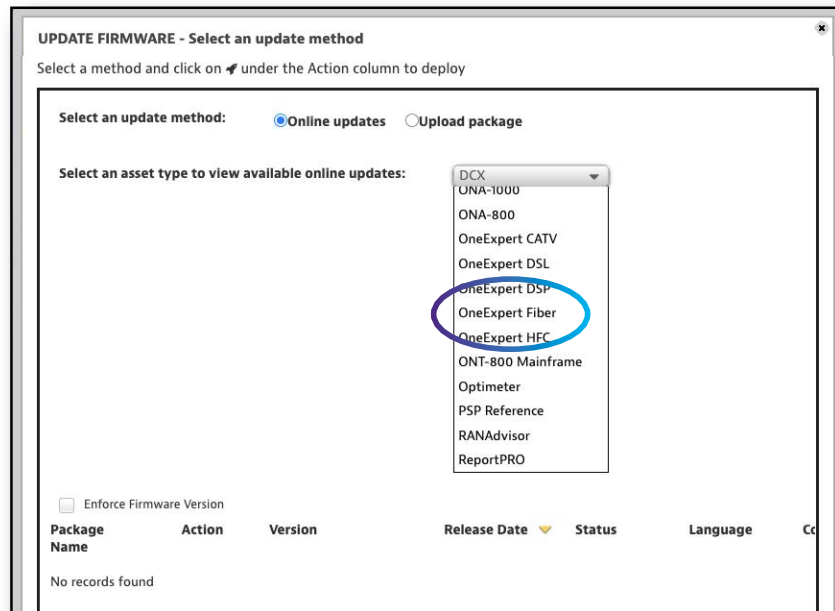 UPDATE FIRMWARE - Select an update method
Select a method and click on under the Action column to deploy
Select an update method: Online updates Upload package
Select an asset type to view available online updates: DCX
ONA-1000
ONA-800
OneExpert CATV
OneExpert DSL
OneExpert DSP
OneExpert Fiber
OneExpert HFC
ONT-800 Mainframe
Optimeter
PSP Reference
RANAdvisor
ReportPRO
Enforce Firmware Version
Package Name Action Version Release Date Status Language
No records found